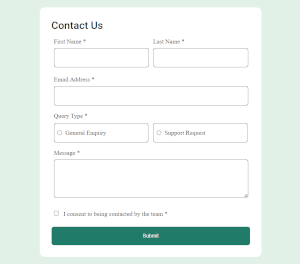 Contact Us
First Name * Last Name *
Email Address *
Query Type *
General Enquiry Support Request
Message *
I consent to being contacted by the team *
Submit